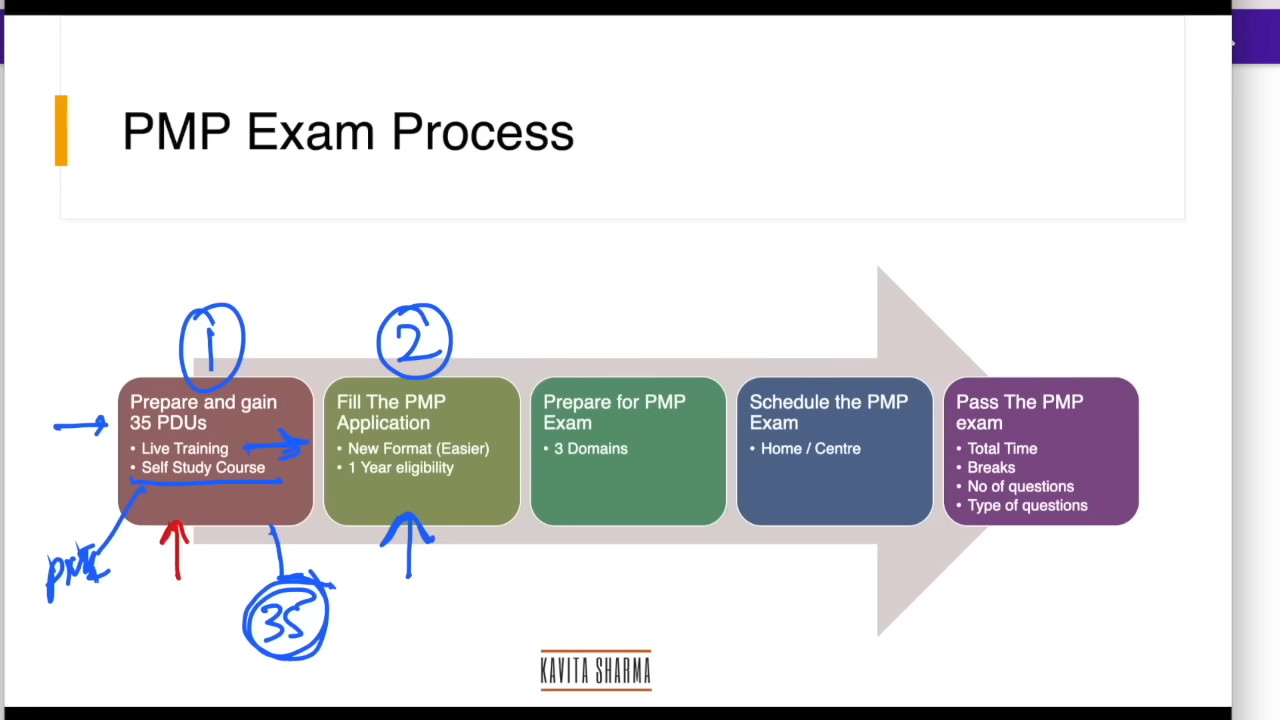 PMP Exam Process
1
2
Prepare and gain
35 PDUs
• Live Training
• Self Study Course
Fill The PMP
Application
• New Format (Easier)
• 1 Year eligibility
Prepare for PMP
Exam
• 3 Domains
Schedule the PMP
Exam
• Home / Centre
Pass The PMP
exam
• Total Time
• Breaks
• No of questions
• Type of questions
35
KAVITA SHARMA